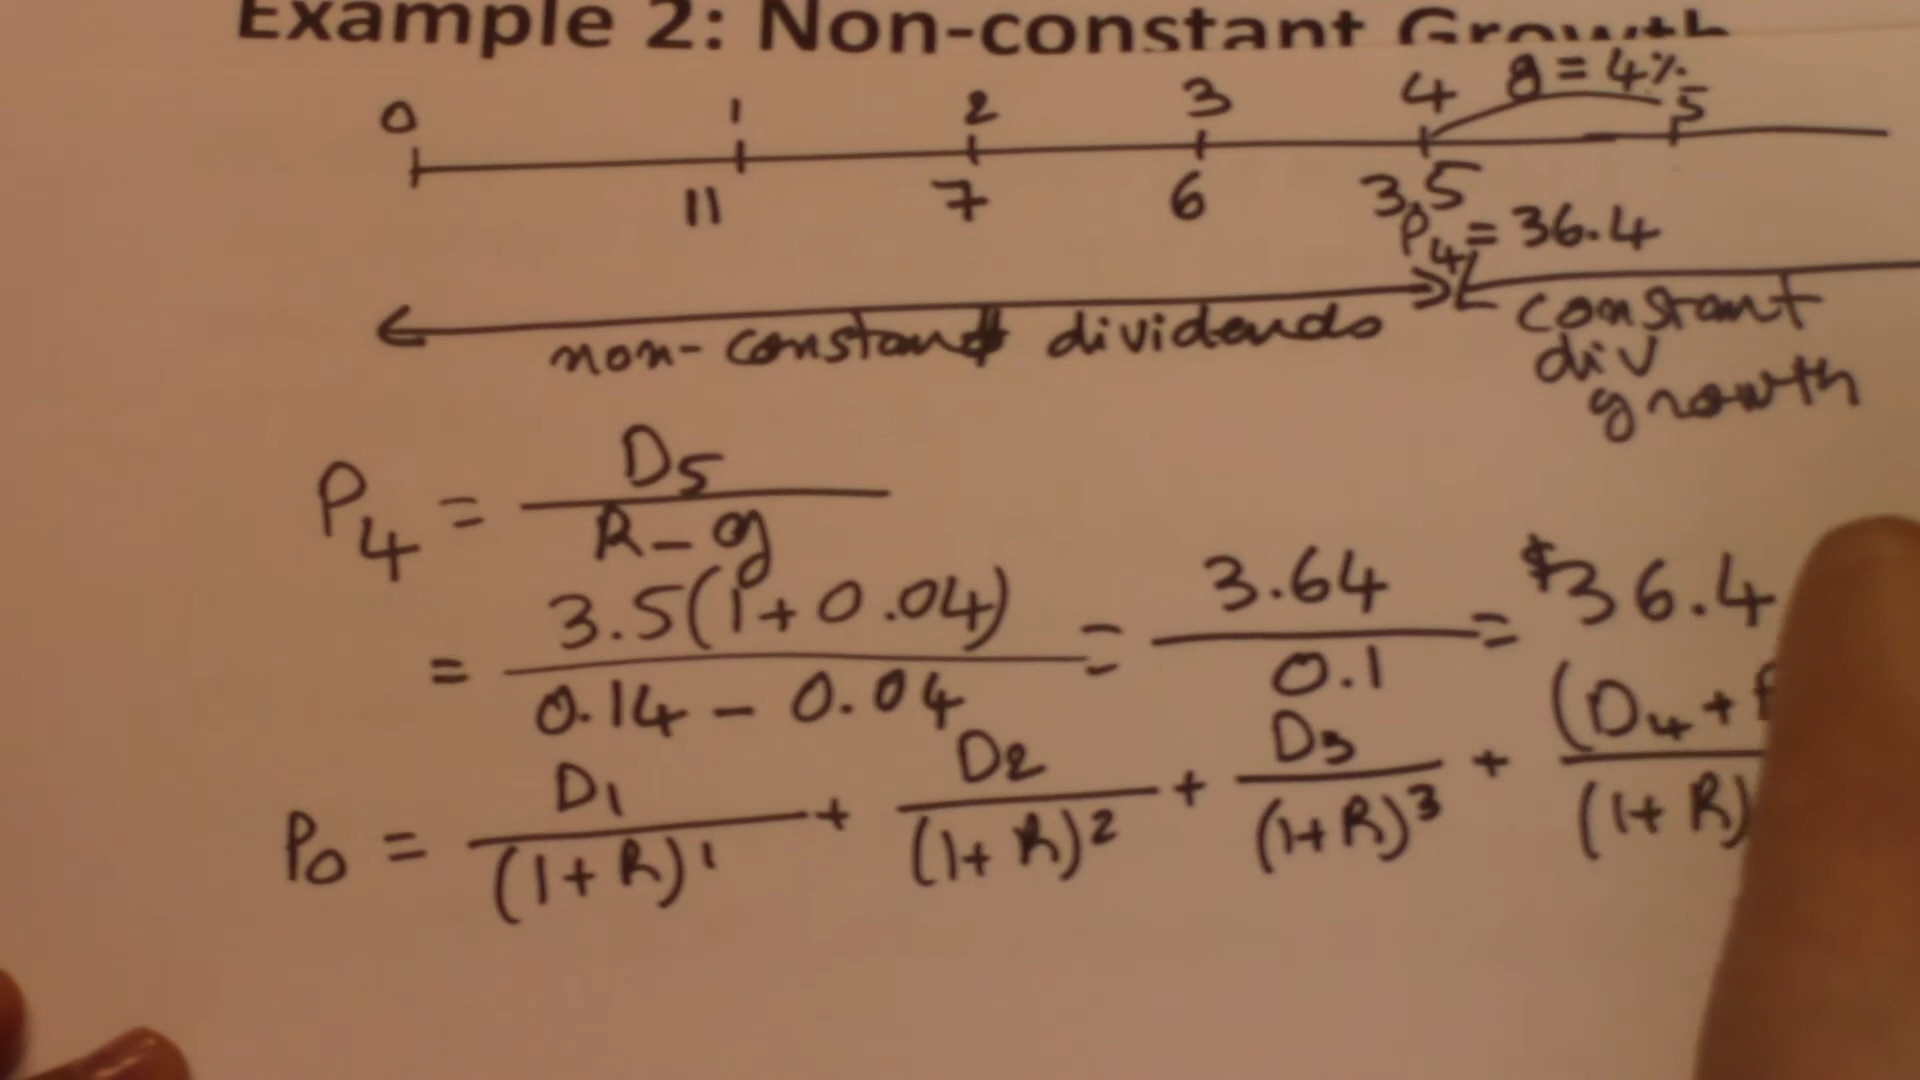 Example 2: Non-constant Growth
g = 4%
0 1 2 3 4 5
11 7 6 3.5
P4 = 36.4
non-constant dividends
constant
div
growth
P4 = D5 / R - g
= 3.5(1 + 0.04) / 0.14 - 0.04 = 3.64 / 0.1 = $36.4
P0 = D1 / (1 + R)^1 + D2 / (1 + R)^2 + D3 / (1 + R)^3 + (D4 + / (1 + R)